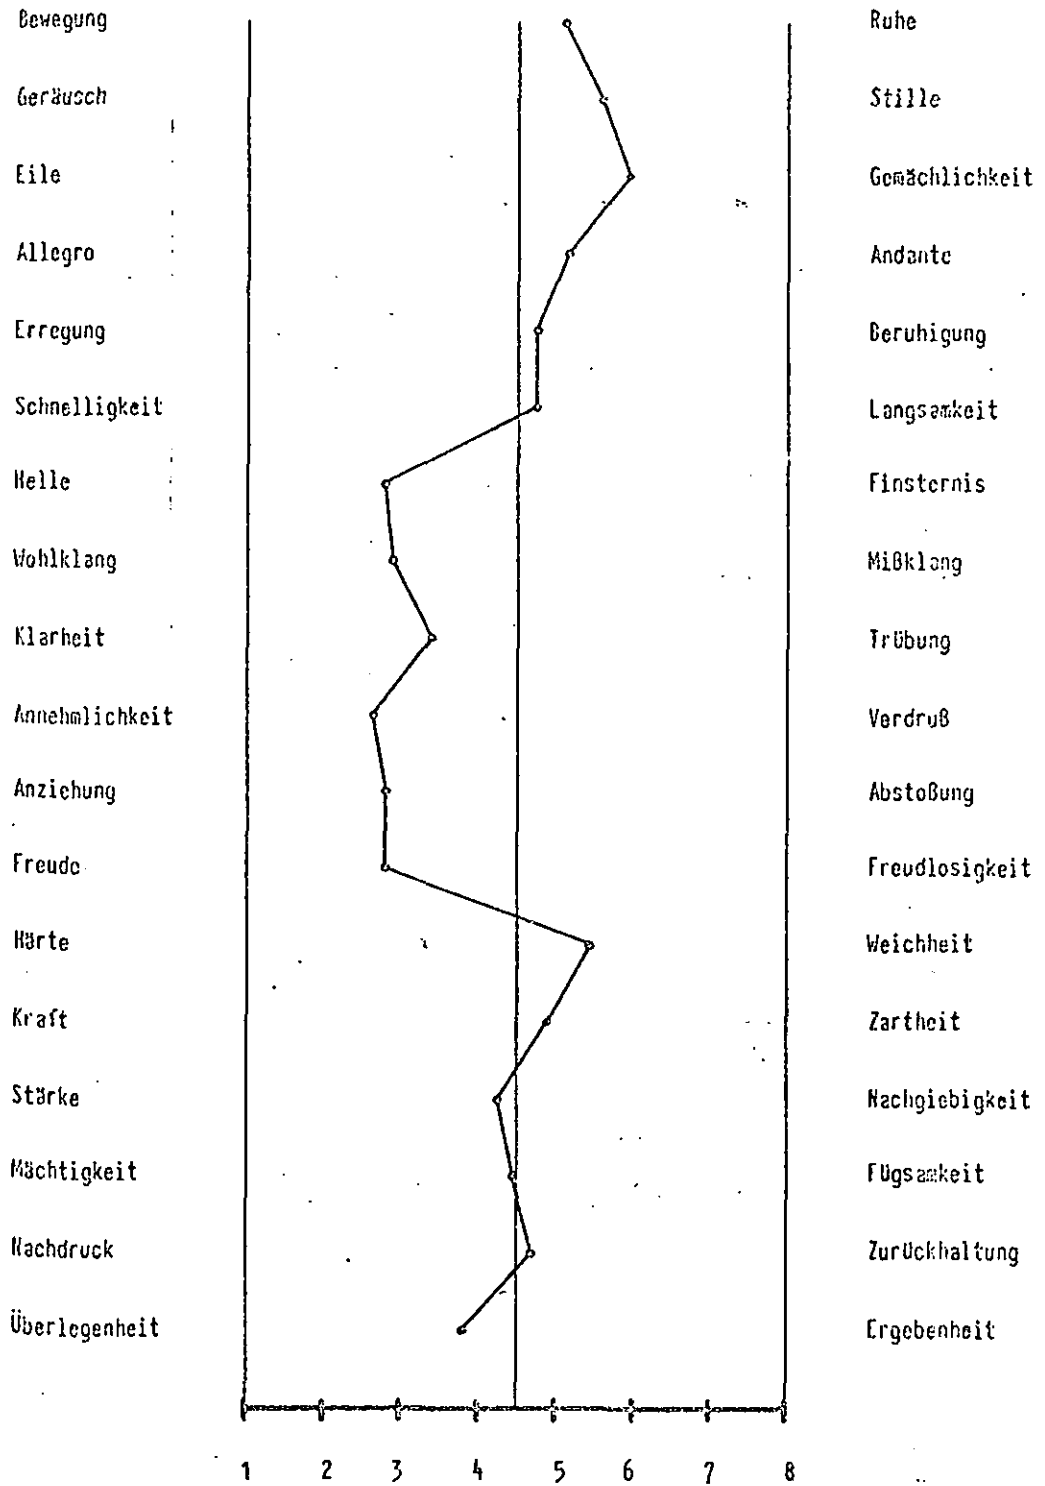 Bewegung Ruhe
Geräusch Stille
Eile Gemächlichkeit
Allegro Andante
Erregung Beruhigung
Schnelligkeit Langsamkeit
Helle Finsternis
Wohlklang Mißklang
Klarheit Trübung
Annehmlichkeit Verdruß
Anziehung Abstoßung
Freude Freudlosigkeit
Härte Weichheit
Kraft Zartheit
Stärke Nachgiebigkeit
Mächtigkeit Fügsamkeit
Nachdruck Zurückhaltung
Überlegenheit Ergebenheit
1 2 3 4 5 6 7 8